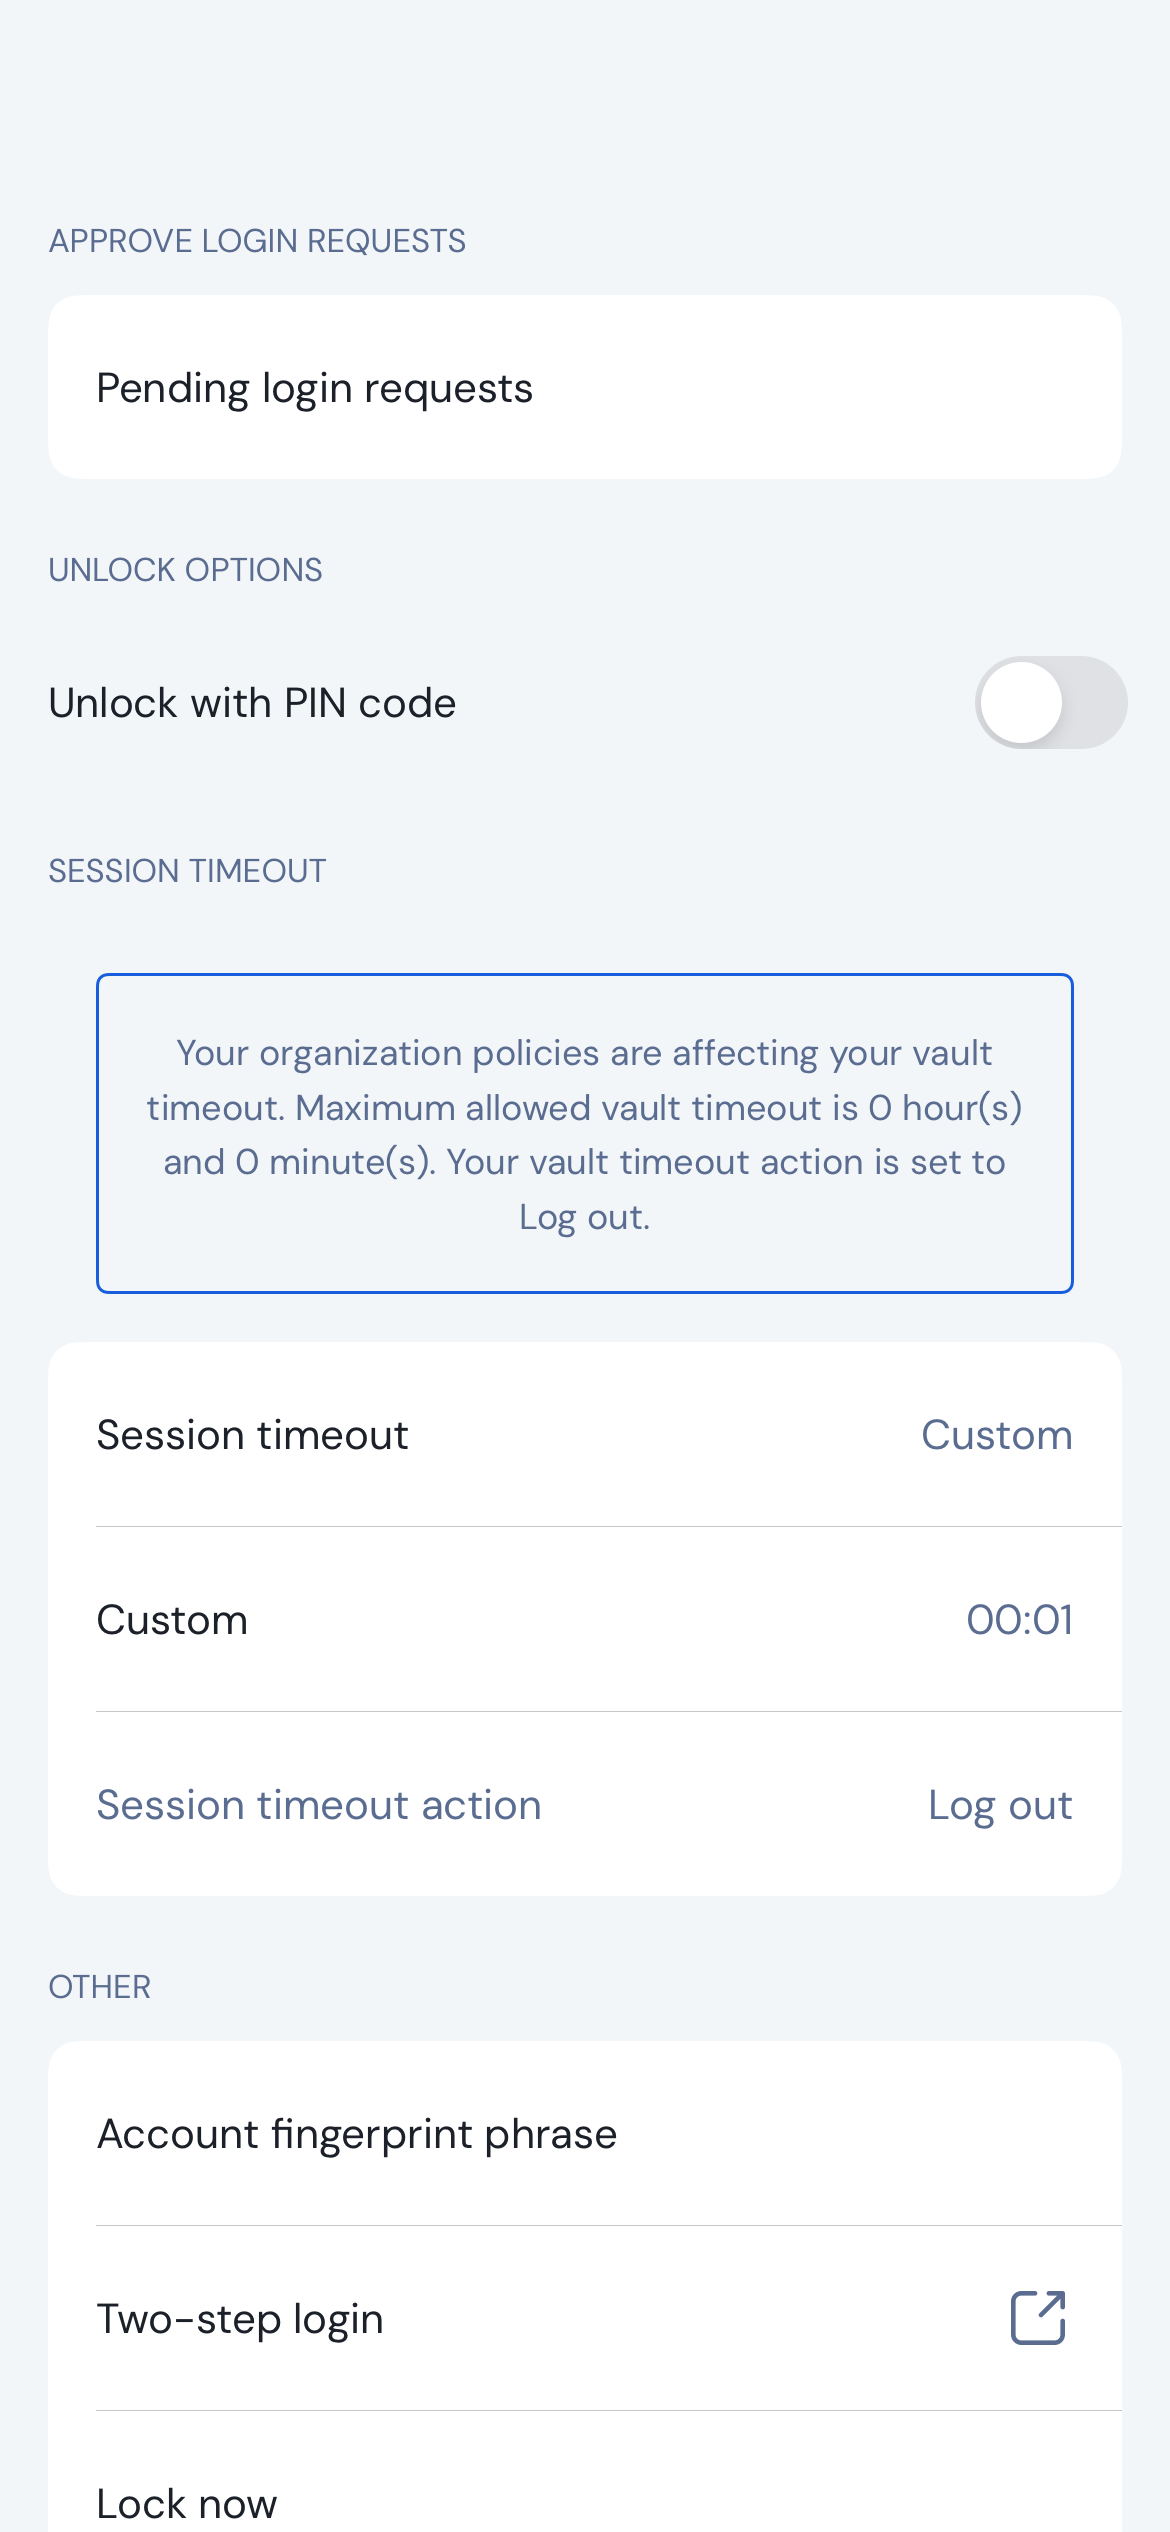 APPROVE LOGIN REQUESTS
Pending login requests
UNLOCK OPTIONS
Unlock with PIN code
SESSION TIMEOUT
Your organization policies are affecting your vault
timeout. Maximum allowed vault timeout is 0 hour(s)
and 0 minute(s). Your vault timeout action is set to
Log out.
Session timeout Custom
Custom 00:01
Session timeout action Log out
OTHER
Account fingerprint phrase
Two-step login
Lock now